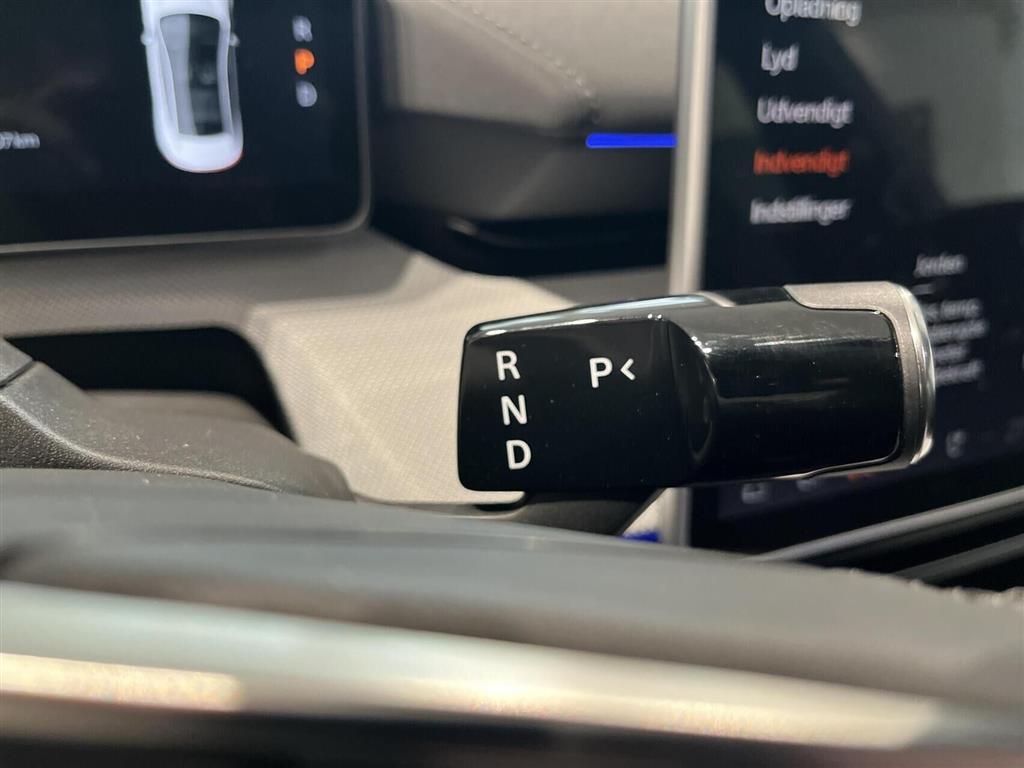 R
P
D
Opladning
Lyd
Udvendigt
Indvendigt
Indstillinger
R
N
D
P<